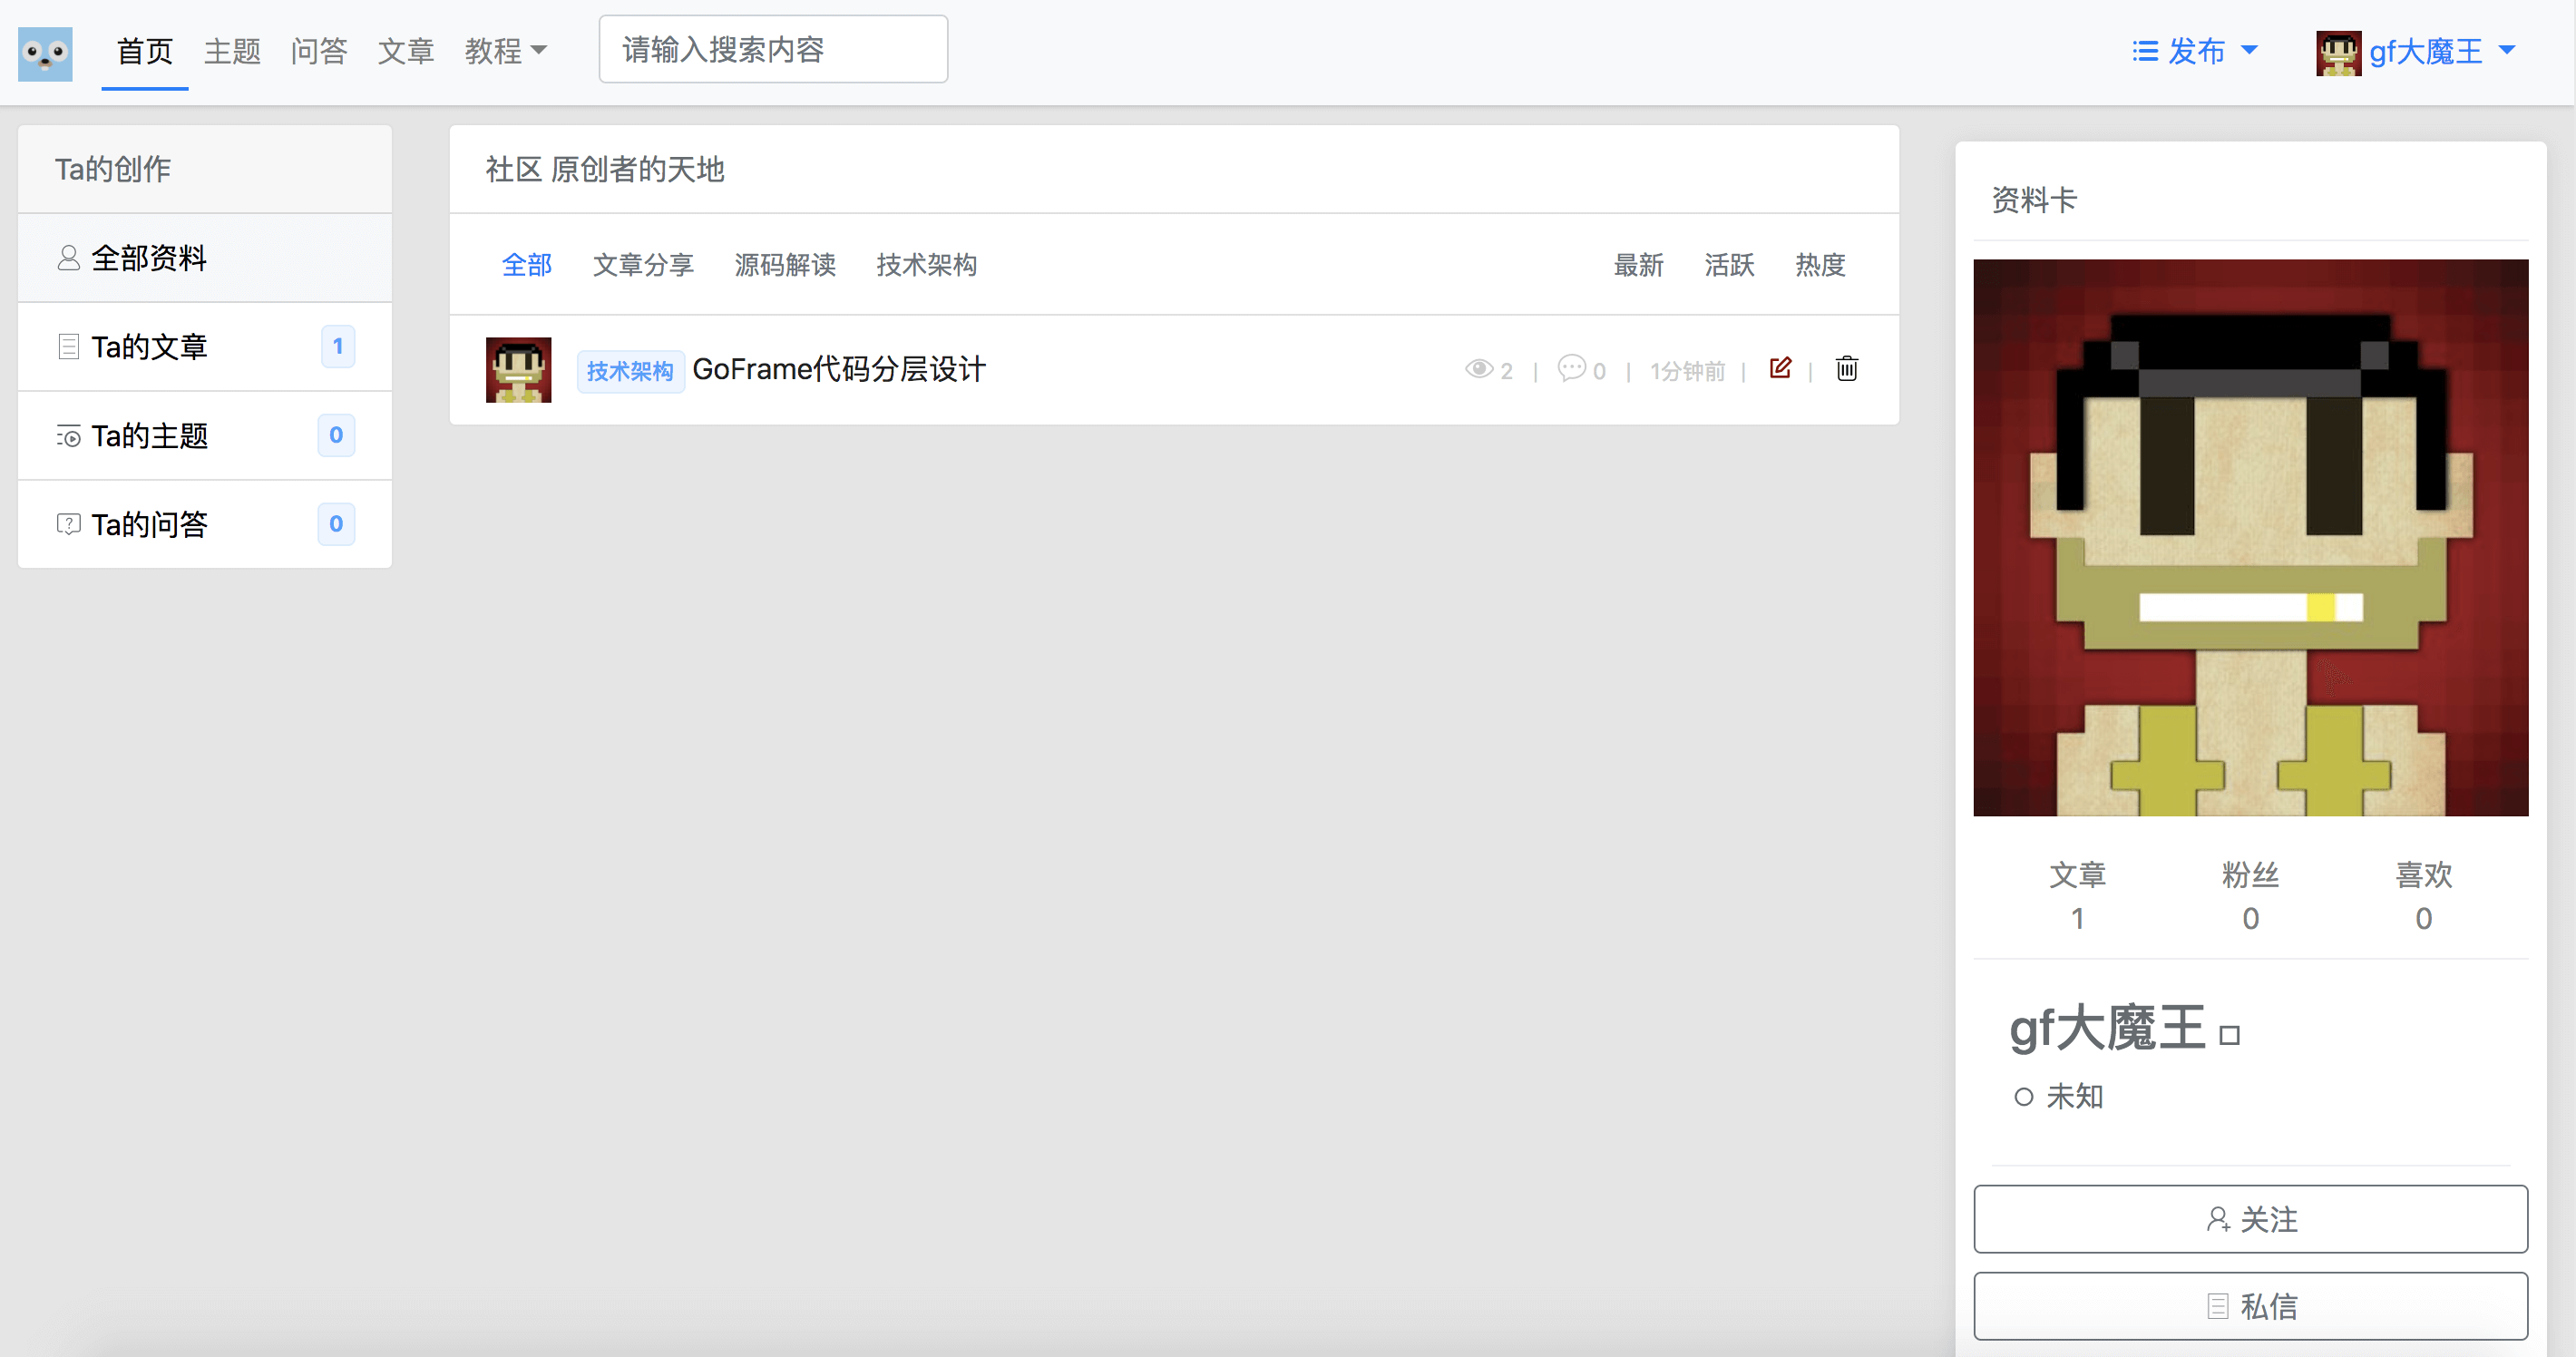 首页 主题 问答 文章 教程 请输入搜索内容 发布 gf大魔王
Ta的创作
全部资料
Ta的文章 1
Ta的主题 0
Ta的问答 0
社区 原创者的天地
全部 文章分享 源码解读 技术架构 最新 活跃 热度
技术架构 GoFrame代码分层设计 2 | 0 | 1分钟前 | |
资料卡
文章 粉丝 喜欢
1 0 0
gf大魔王
未知
关注
私信